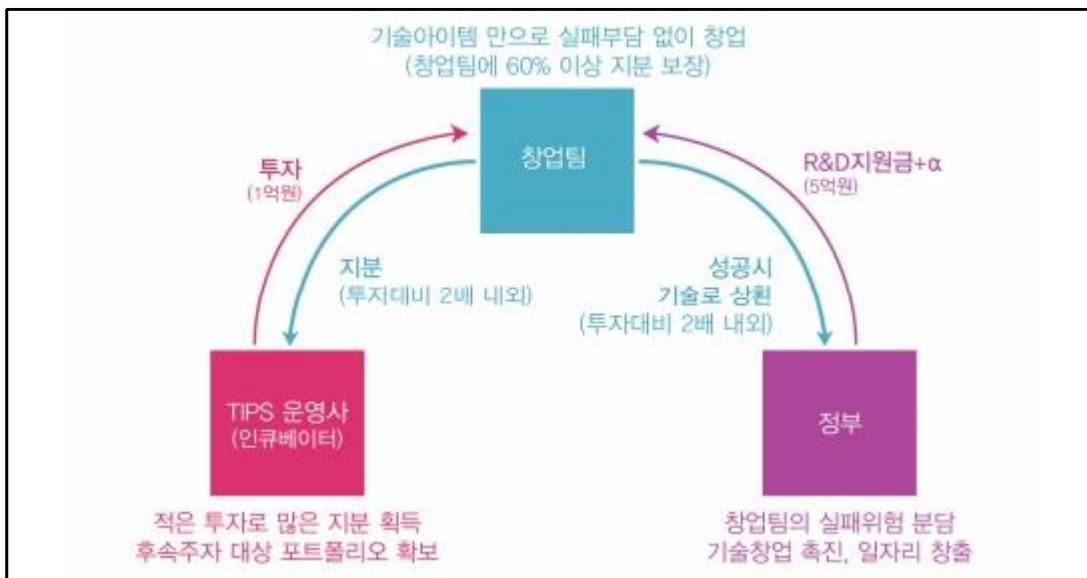 기술아이템 만으로 실패부담 없이 창업
(창업팀에 60% 이상 지분 보장)
창업팀
투자
(1억원)
R&D지원금+α
(5억원)
지분
(투자대비 2배 내외)
성공시
기술로 상환
(투자대비 2배 내외)
TIPS 운영사
(인큐베이터)
정부
적은 투자로 많은 지분 획득
후속주자 대상 포트폴리오 확보
창업팀의 실패위험 분담
기술창업 촉진, 일자리 창출